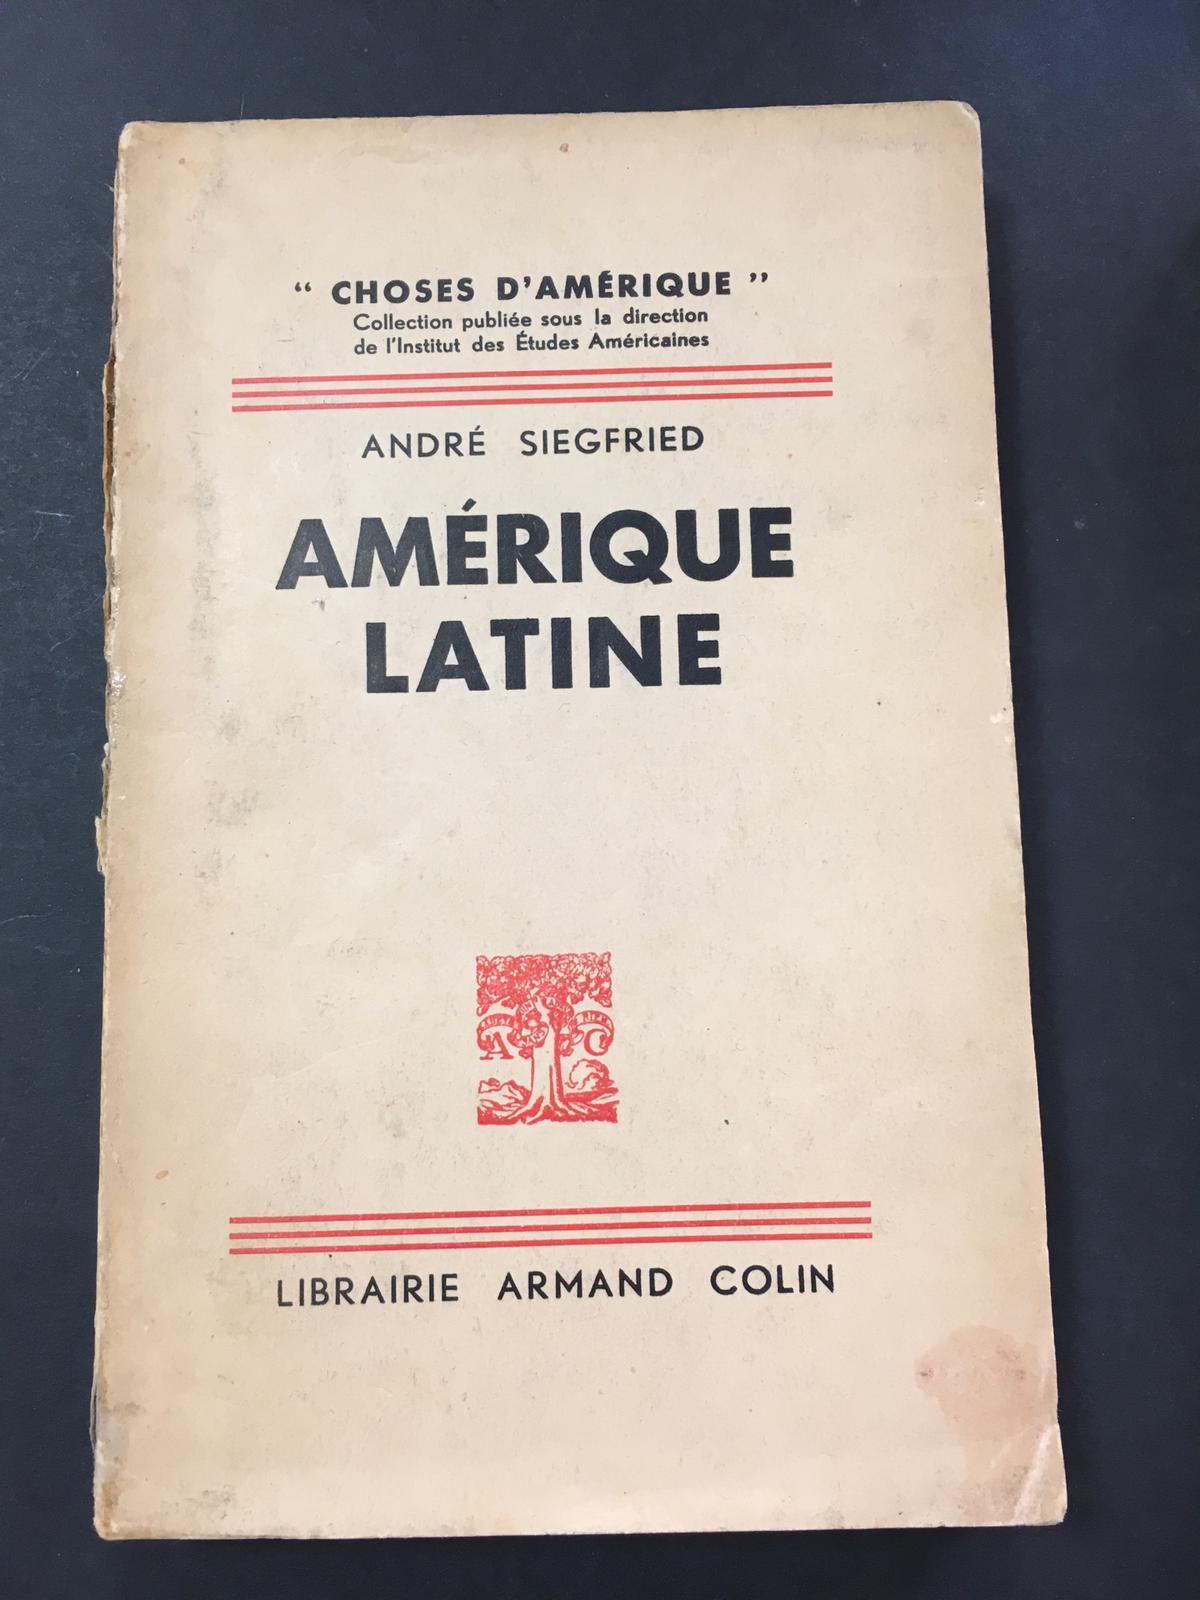 “ CHOSES D'AMÉRIQUE ”
Collection publiée sous la direction
de l'Institut des Études Américaines
ANDRÉ SIEGFRIED
AMÉRIQUE
LATINE
A C
LIBRAIRIE ARMAND COLIN